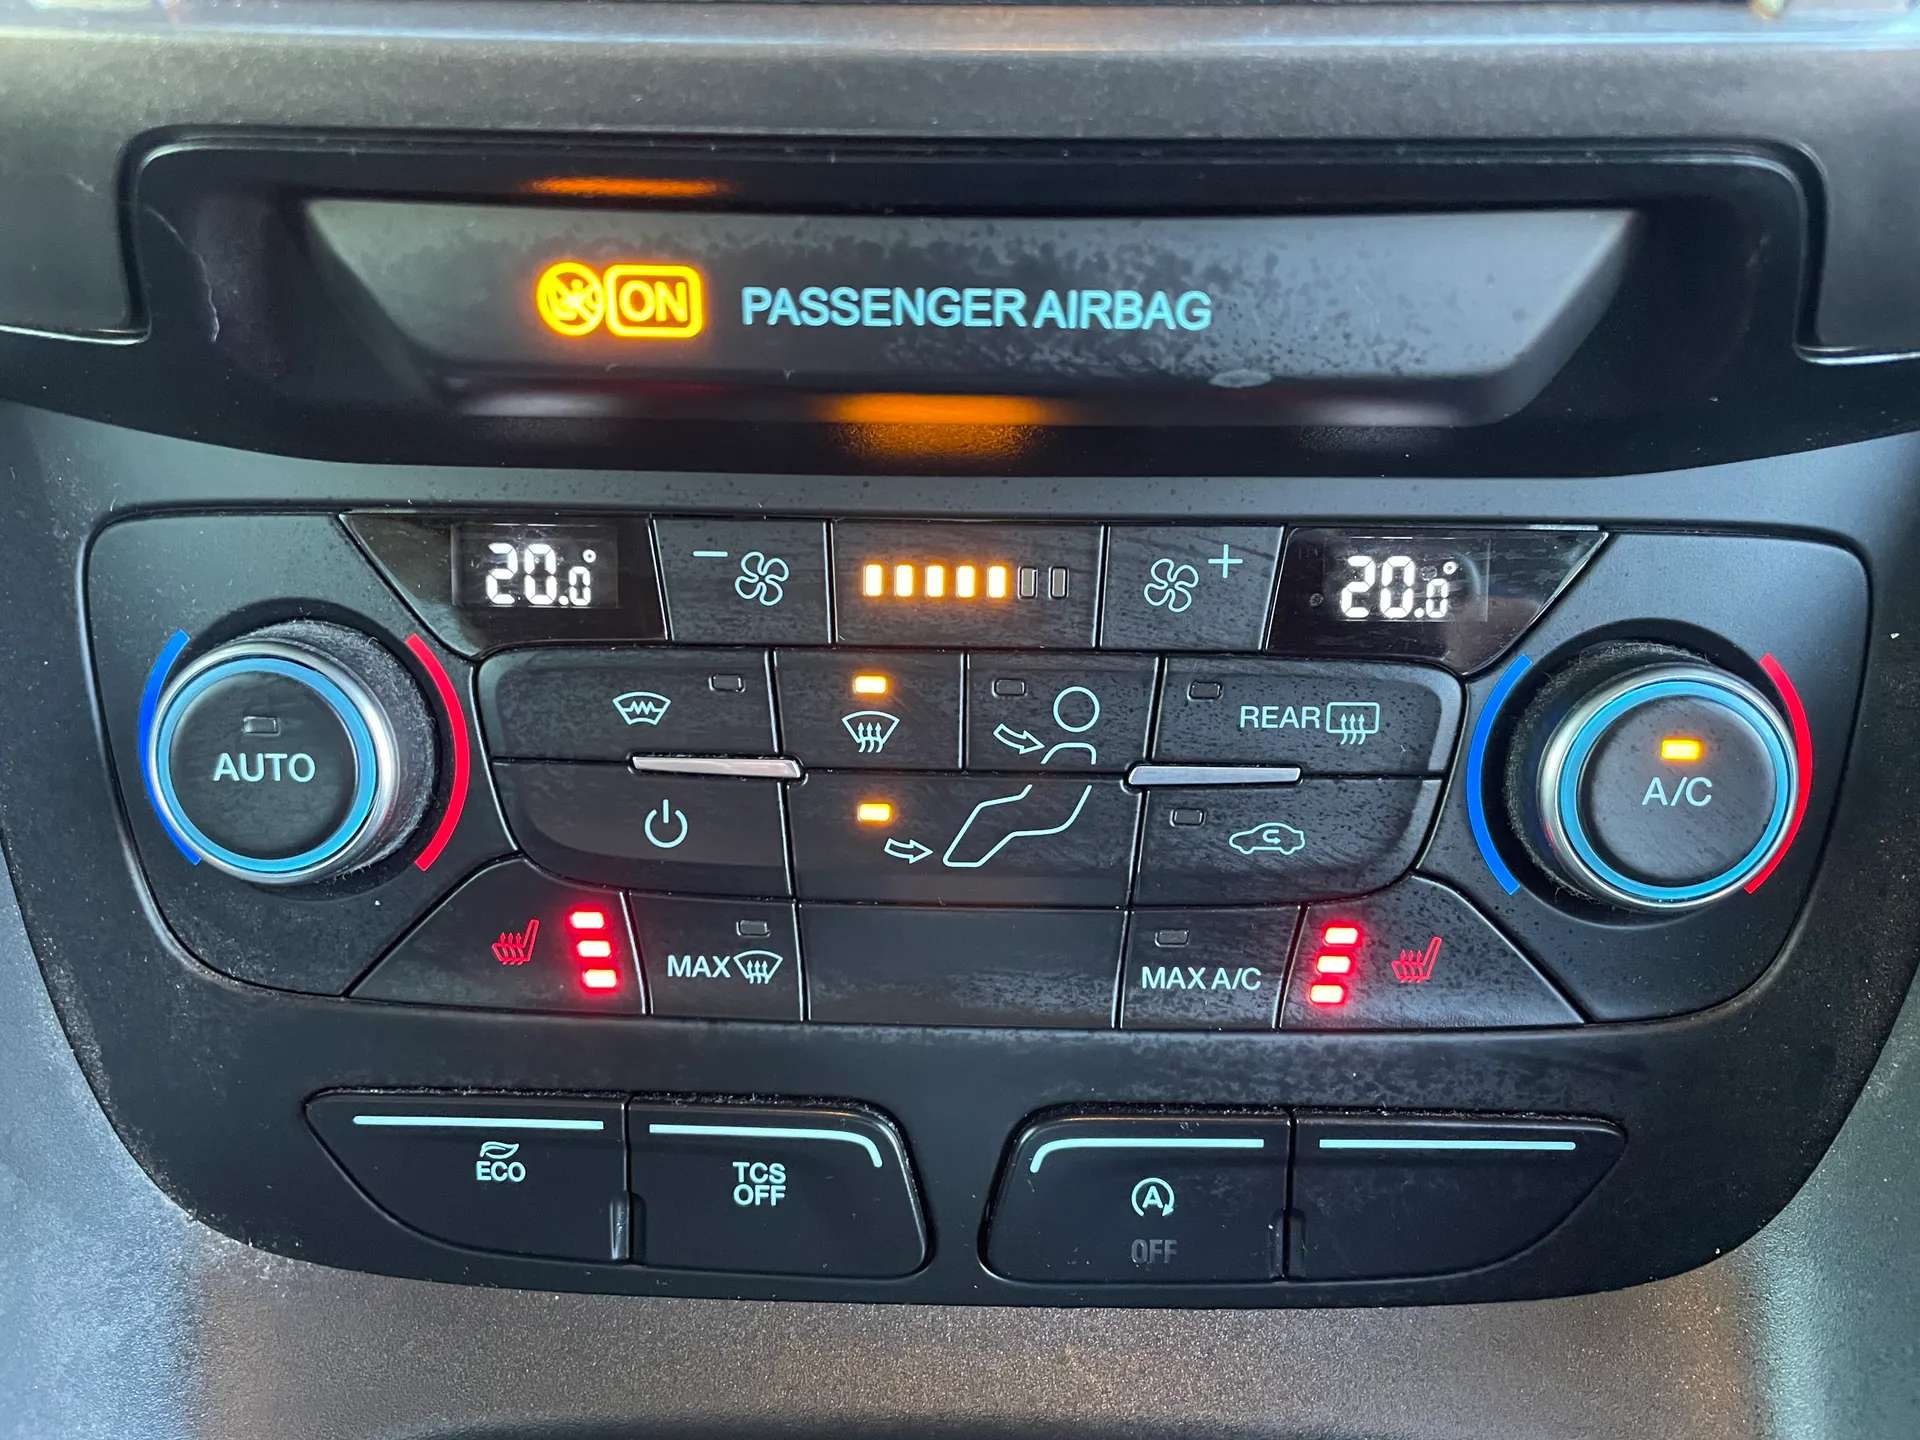 ON PASSENGER AIRBAG
20.0° - + 20.0°
AUTO
REAR
A/C
MAX
MAX A/C
ECO
TCS
OFF
A
OFF